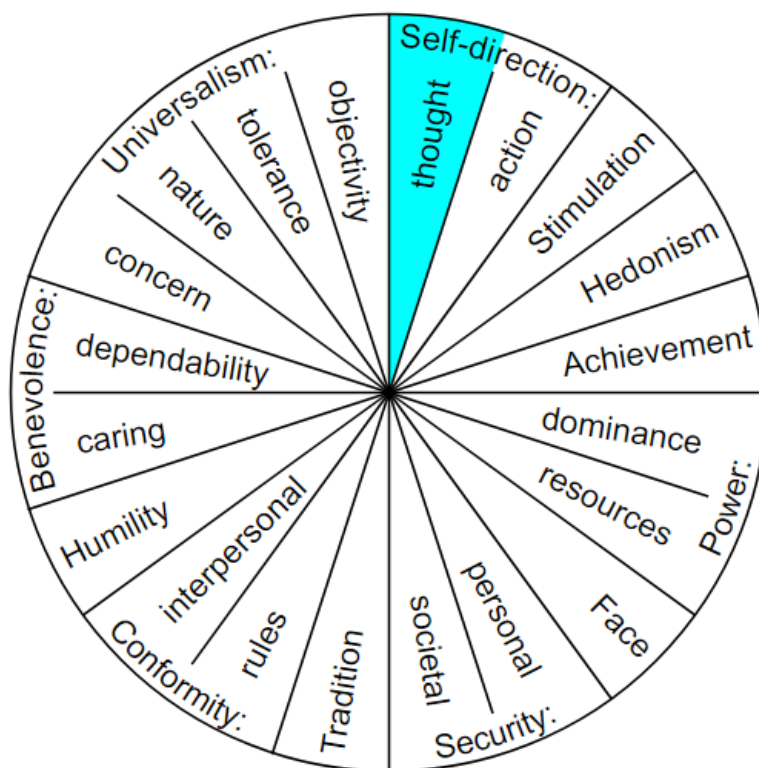 Self-direction:
thought
action
Stimulation
Hedonism
Achievement
Power:
dominance
resources
Face
Security:
personal
societal
Tradition
Conformity:
rules
interpersonal
Humility
Benevolence:
caring
dependability
Universalism:
concern
nature
tolerance
objectivity